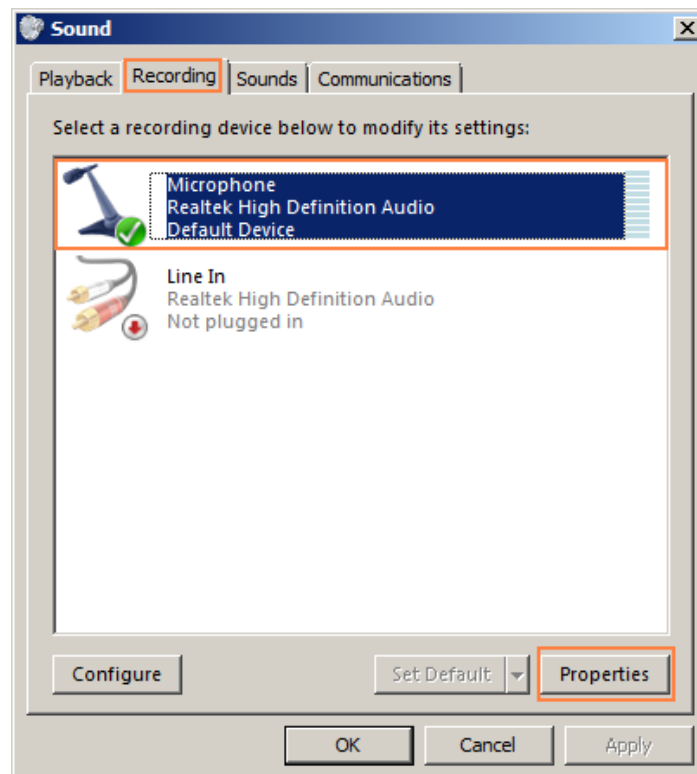 Sound
Playback Recording Sounds Communications
Select a recording device below to modify its settings:
Microphone
Realtek High Definition Audio
Default Device
Line In
Realtek High Definition Audio
Not plugged in
Configure Set Default Properties
OK Cancel Apply